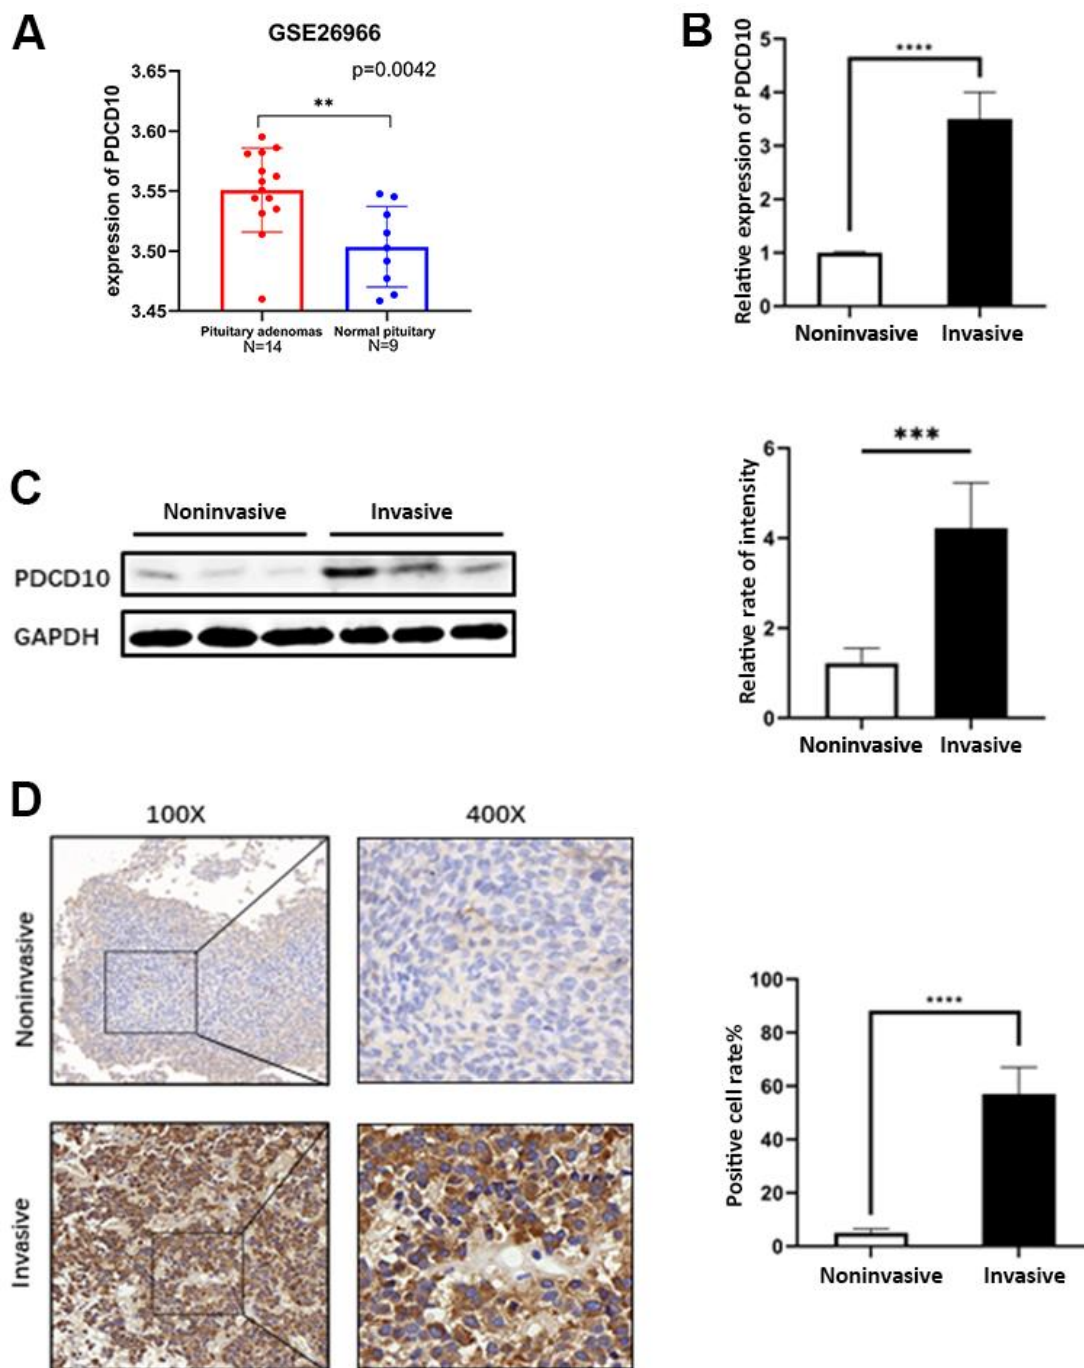 A
GSE26966
p=0.0042
**
expression of PDCD10
3.65
3.60
3.55
3.50
3.45
Pituitary adenomas
N=14
Normal pituitary
N=9
B
****
Relative expression of PDCD10
5
4
3
2
1
0
Noninvasive
Invasive
C
Noninvasive
Invasive
PDCD10
GAPDH
***
Relative rate of intensity
6
4
2
0
Noninvasive
Invasive
D
100X
400X
Noninvasive
Invasive
****
Positive cell rate%
100
80
60
40
20
0
Noninvasive
Invasive